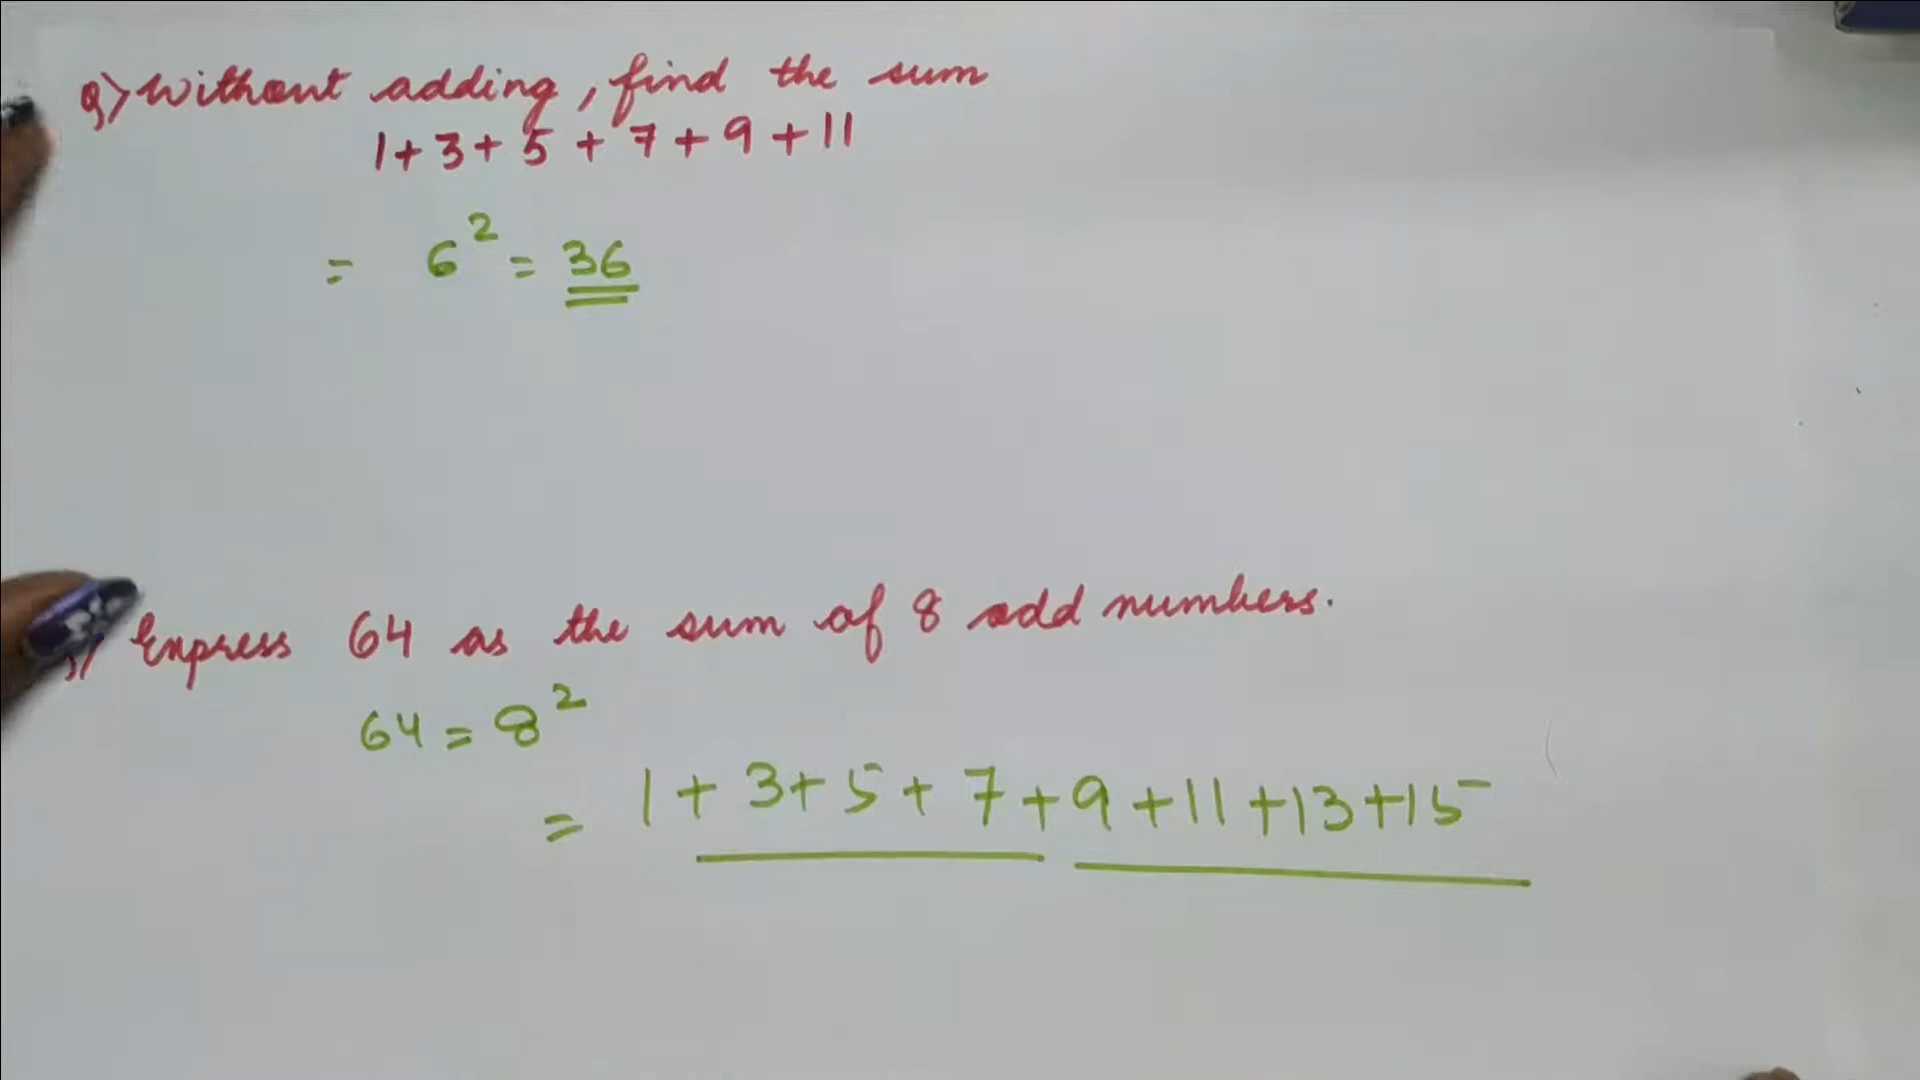 Q) Without adding, find the sum
1+3+5+7+9+11
= 6² = 36
Express 64 as the sum of 8 odd numbers.
64 = 8²
= 1+3+5+7+9+11+13+15